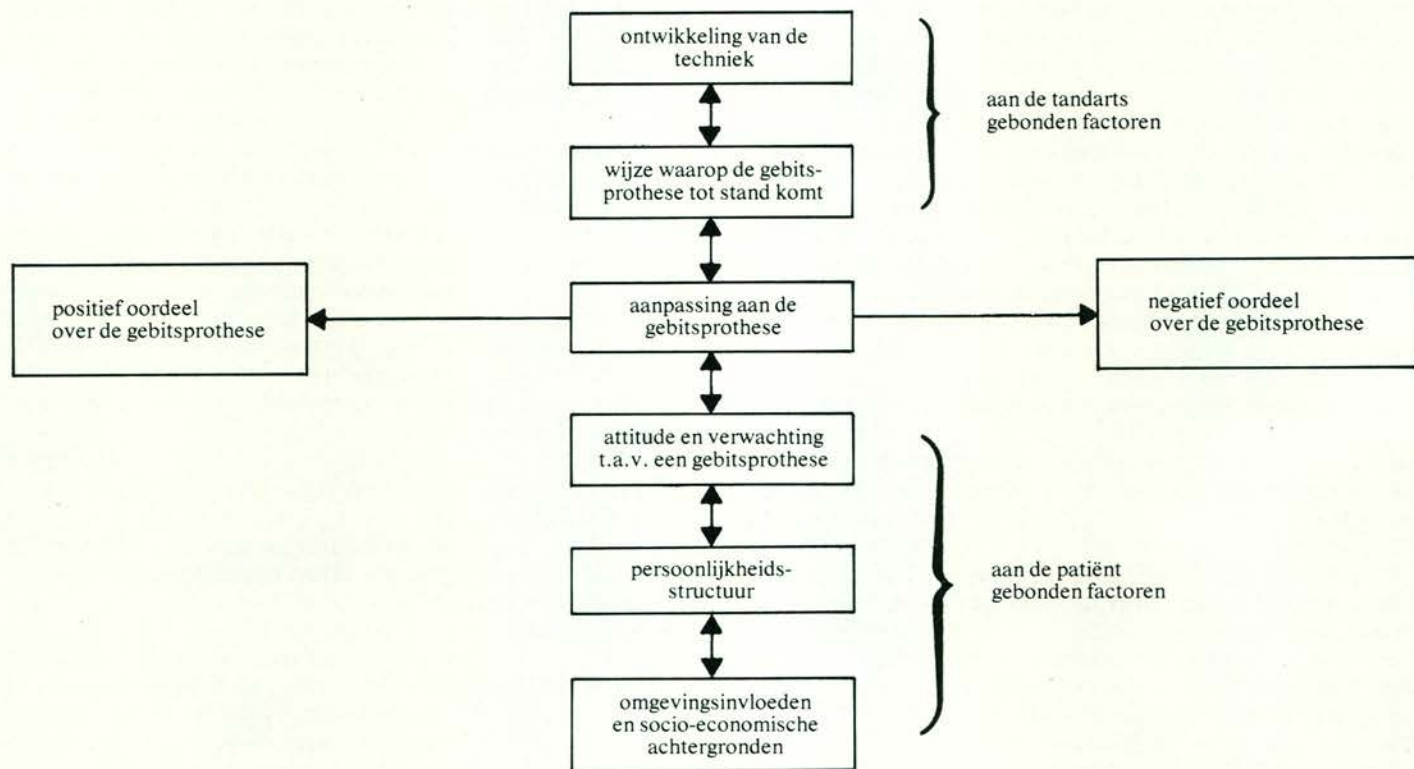 ontwikkeling van de
techniek
aan de tandarts
gebonden factoren
wijze waarop de gebits-
prothese tot stand komt
positief oordeel
over de gebitsprothese
aanpassing aan de
gebitsprothese
negatief oordeel
over de gebitsprothese
attitude en verwachting
t.a.v. een gebitsprothese
persoonlijkheids-
structuur
aan de patiënt
gebonden factoren
omgevingsinvloeden
en socio-economische
achtergronden